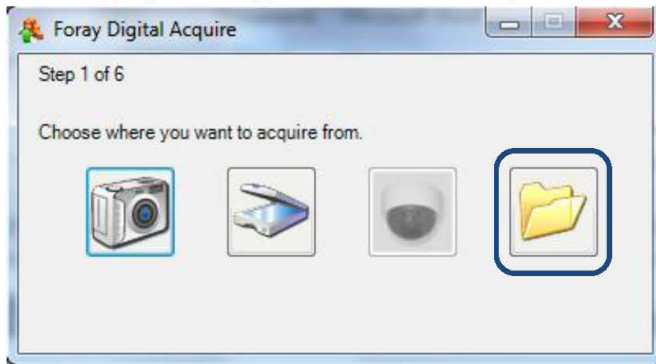 Foray Digital Acquire
Step 1 of 6
Choose where you want to acquire from.